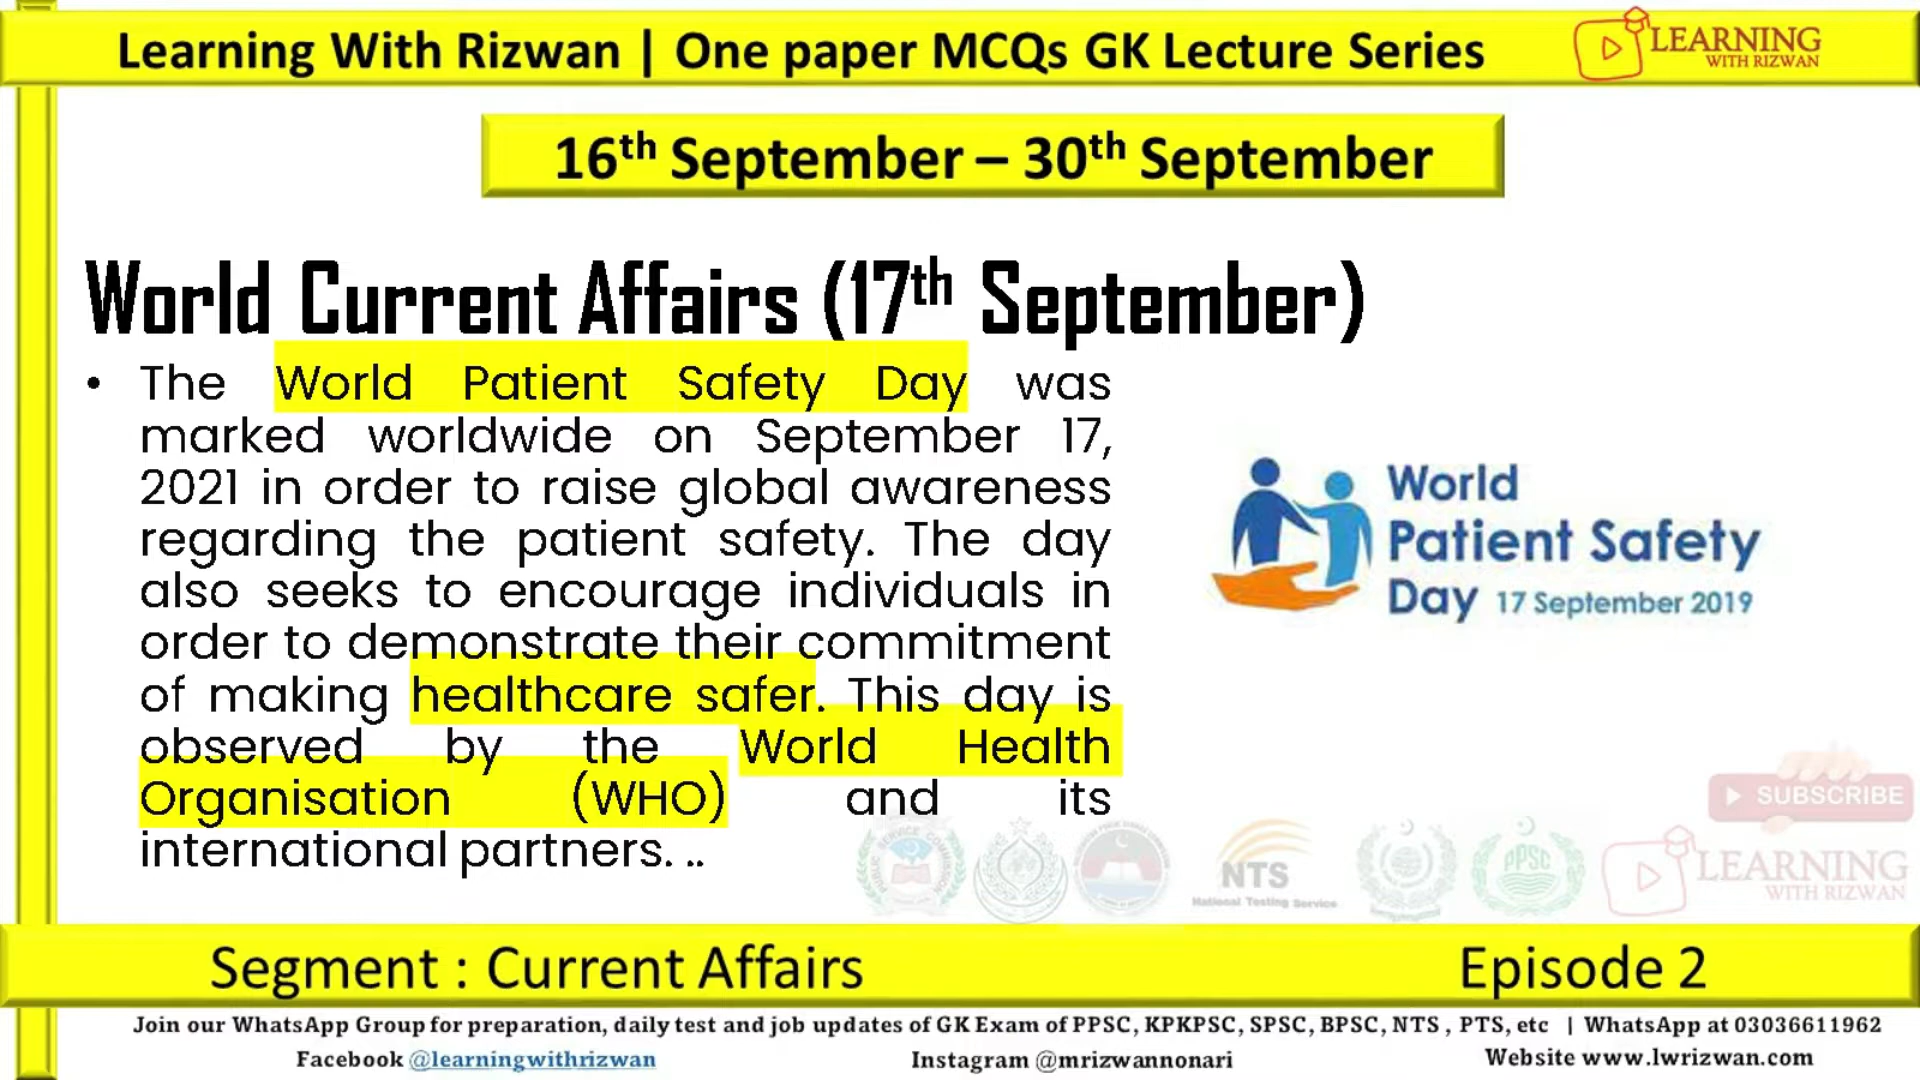 Learning With Rizwan | One paper MCQs GK Lecture Series
LEARNING
WITH RIZWAN
16th September – 30th September
World Current Affairs (17th September)
• The World Patient Safety Day was
marked worldwide on September 17,
2021 in order to raise global awareness
regarding the patient safety. The day
also seeks to encourage individuals in
order to demonstrate their commitment
of making healthcare safer. This day is
observed by the World Health
Organisation (WHO) and its
international partners. ..
World
Patient Safety
Day 17 September 2019
SUBSCRIBE
NTS
National Testing Service
PPSC
LEARNING
WITH RIZWAN
Segment : Current Affairs
Episode 2
Join our WhatsApp Group for preparation, daily test and job updates of GK Exam of PPSC, KPKPSC, SPSC, BPSC, NTS , PTS, etc | WhatsApp at 03036611962
Facebook @learningwithrizwan
Instagram @mrizwannonari
Website www.lwrizwan.com